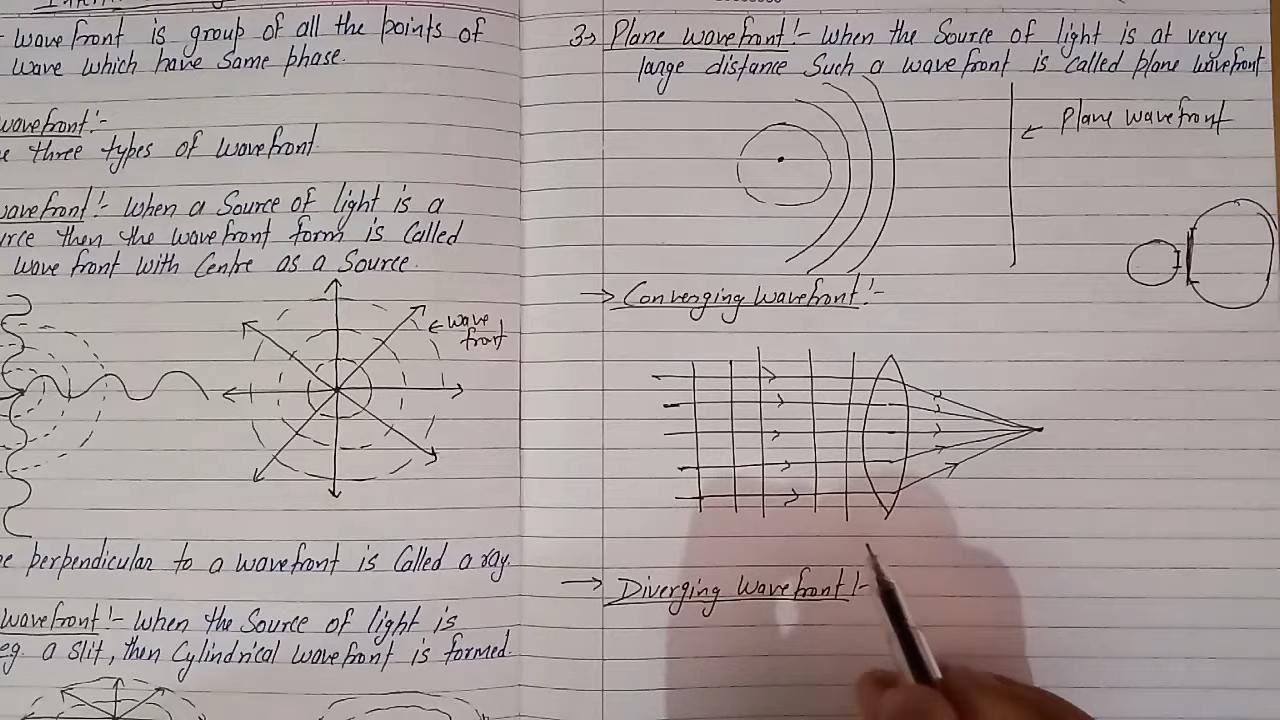 wavefront is group of all the points of
wave which have same phase.
wavefront:-
three types of wavefront.
wavefront:- when a Source of light is a
then the wavefront form is called
wave front with Centre as a Source.
← wave
front
perpendicular to a wavefront is called a ray.
wavefront:- when the Source of light is
eg. a slit, then Cylindrical wavefront is formed.
3→ Plane wavefront:- when the Source of light is at very
large distance Such a wavefront is called plane wavefront
← Plane wavefront
→ Converging wavefront:-
→ Diverging wavefront:-